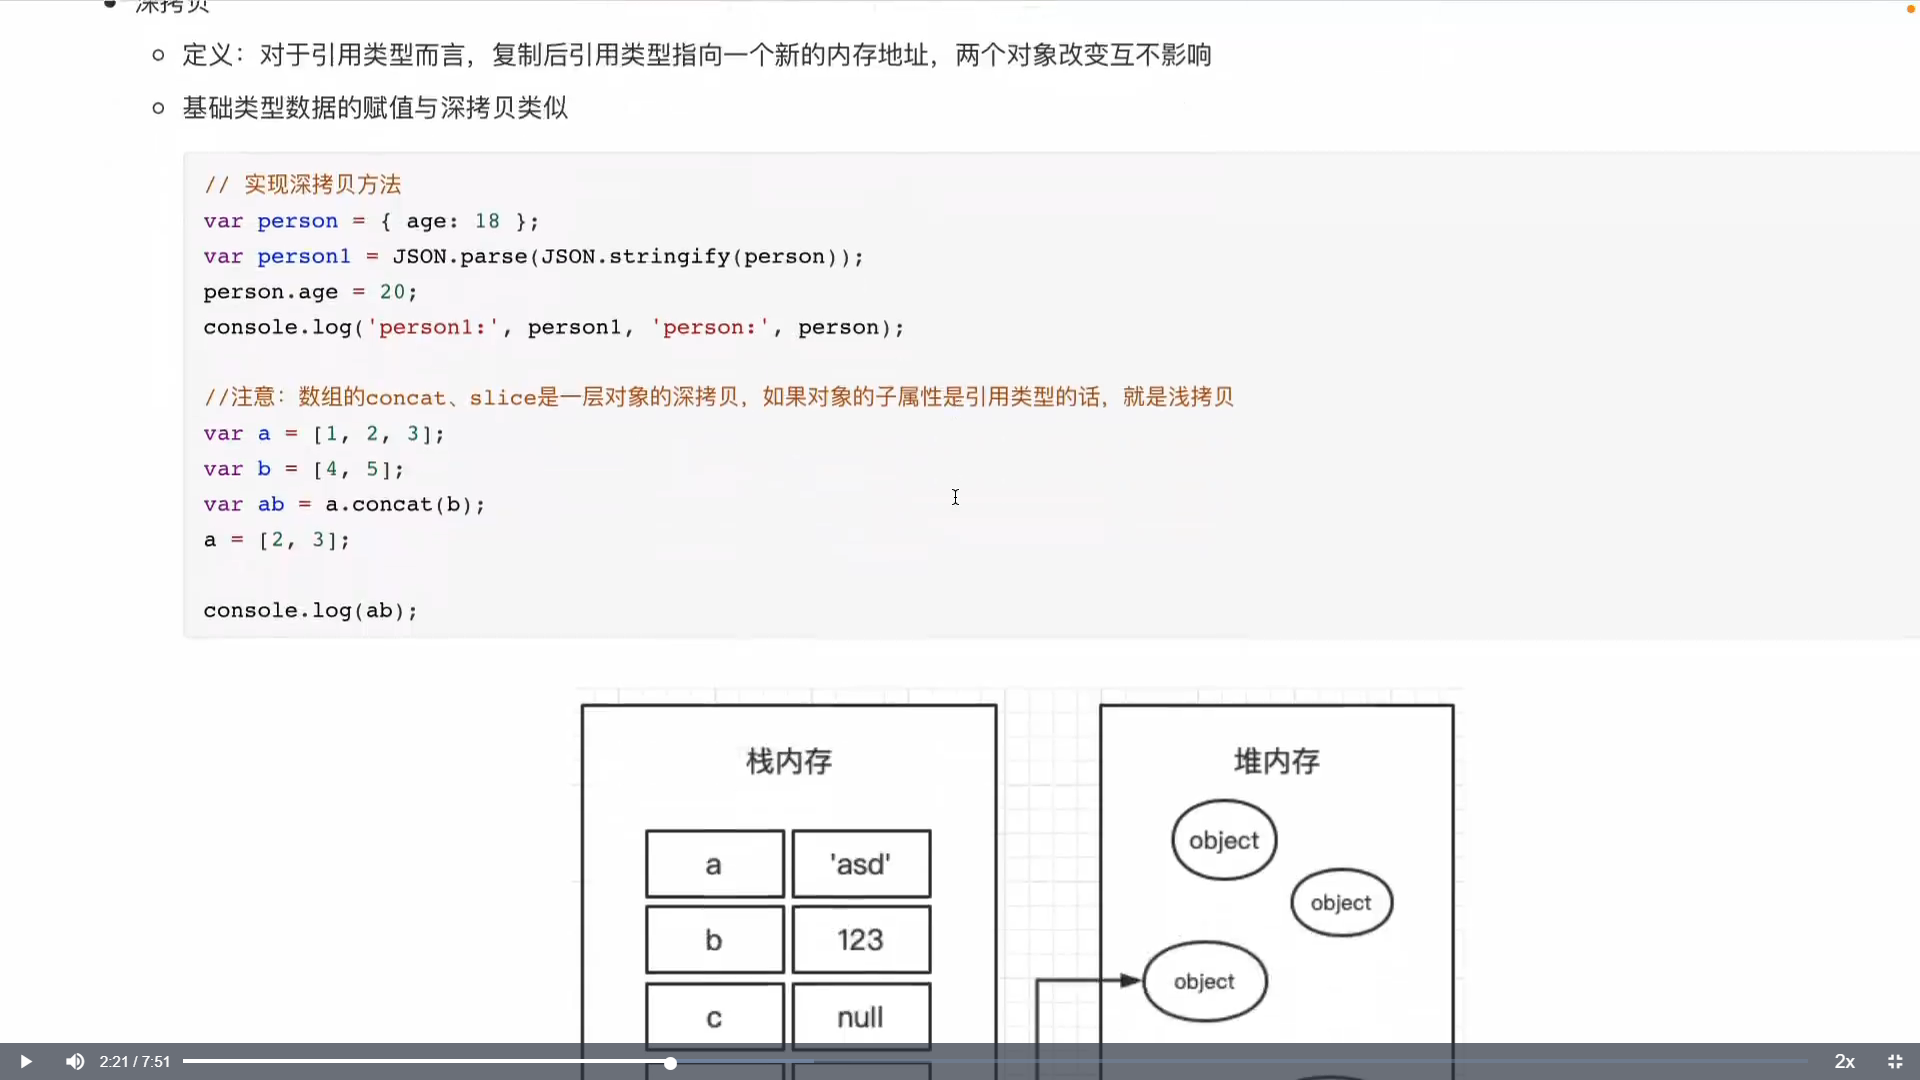 深拷贝
定义：对于引用类型而言，复制后引用类型指向一个新的内存地址，两个对象改变互不影响
基础类型数据的赋值与深拷贝类似
// 实现深拷贝方法
var person = { age: 18 };
var person1 = JSON.parse(JSON.stringify(person));
person.age = 20;
console.log('person1:', person1, 'person:', person);
//注意：数组的concat、slice是一层对象的深拷贝，如果对象的子属性是引用类型的话，就是浅拷贝
var a = [1, 2, 3];
var b = [4, 5];
var ab = a.concat(b);
a = [2, 3];
console.log(ab);
栈内存
堆内存
a
'asd'
b
123
c
null
object
object
object
2:21 / 7:51
2x